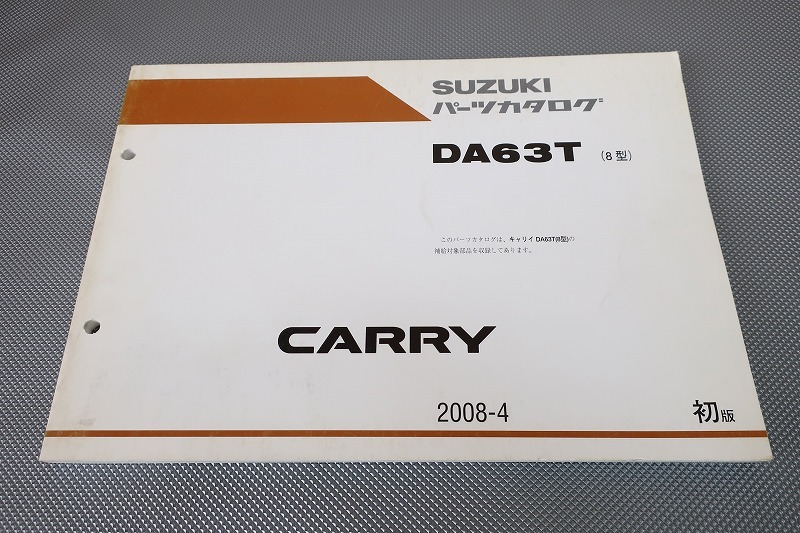 SUZUKI
パーツカタログ
DA63T (8型)
このパーツカタログは、キャリイ DA63T(8型)の
補給対象部品を収録してあります。
CARRY
2008-4 初版